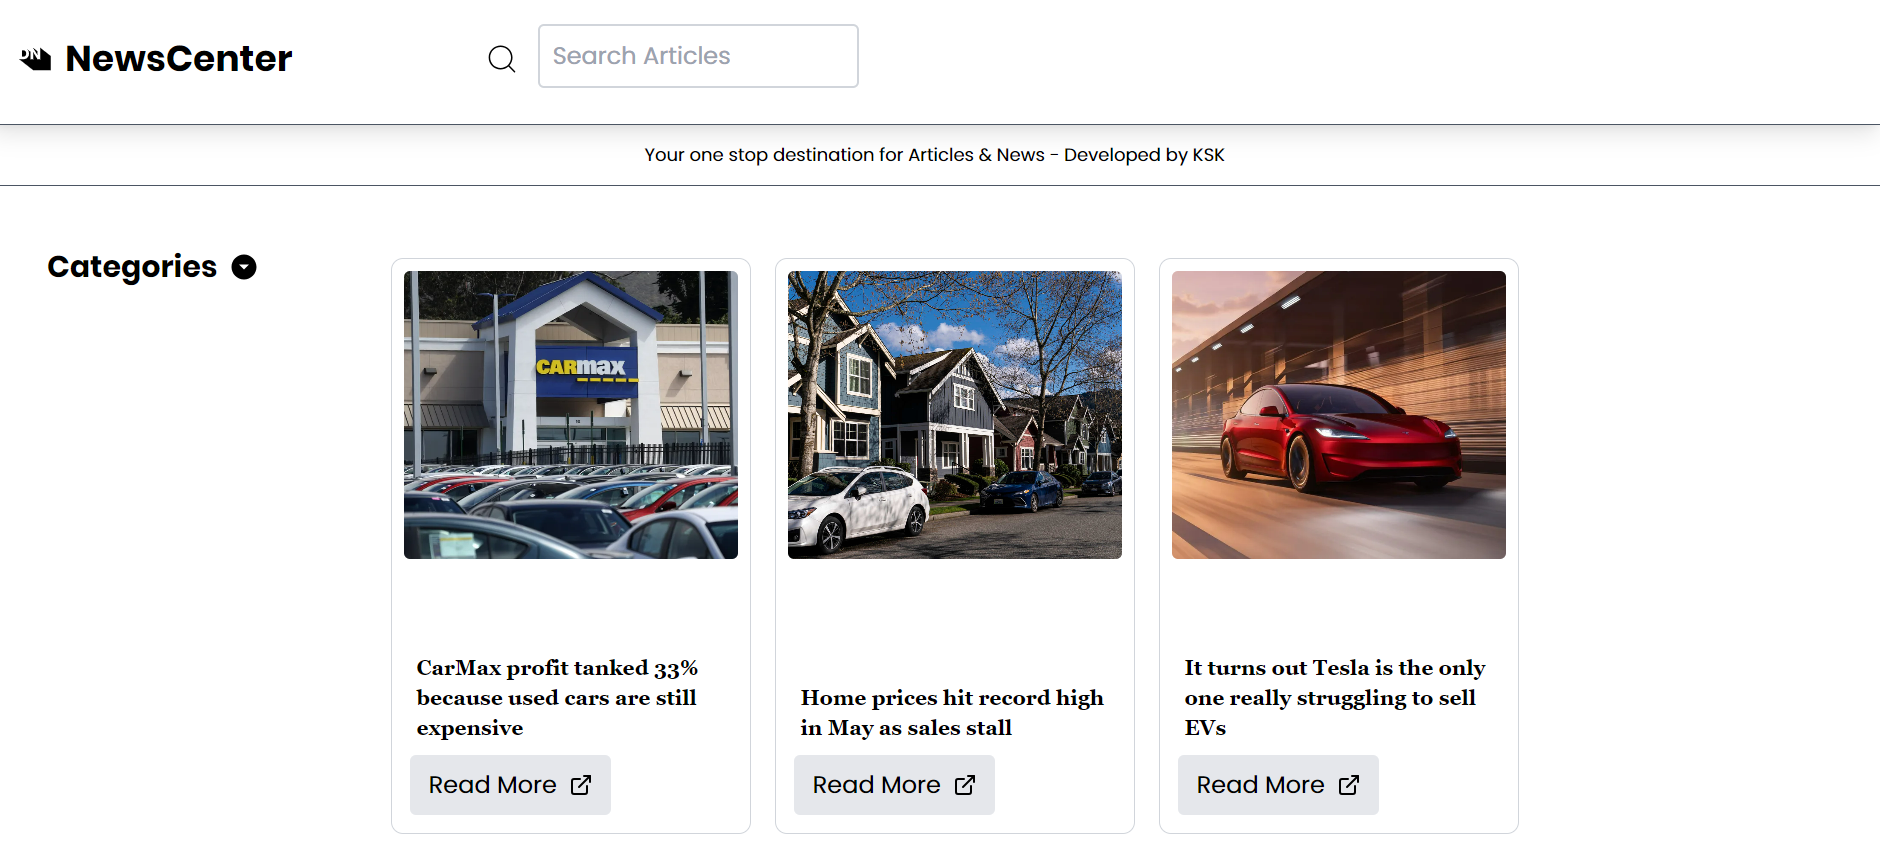 DN NewsCenter
Search Articles
Your one stop destination for Articles & News - Developed by KSK
Categories
CARMAX
CarMax profit tanked 33%
because used cars are still
expensive
Read More
Home prices hit record high
in May as sales stall
Read More
It turns out Tesla is the only
one really struggling to sell
EVs
Read More